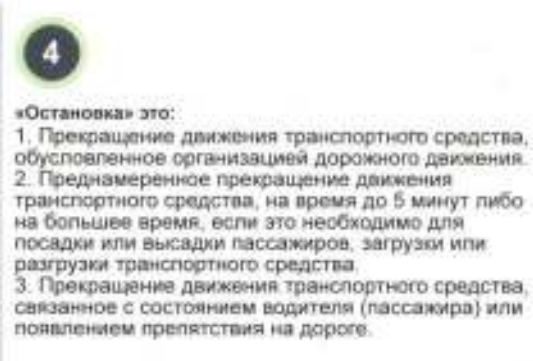 4
«Остановка» это:
1. Прекращение движения транспортного средства,
обусловленное организацией дорожного движения.
2. Преднамеренное прекращение движения
транспортного средства, на время до 5 минут либо
на большее время, если это необходимо для
посадки или высадки пассажиров, загрузки или
разгрузки транспортного средства.
3. Прекращение движения транспортного средства,
связанное с состоянием водителя (пассажира) или
появлением препятствия на дороге.